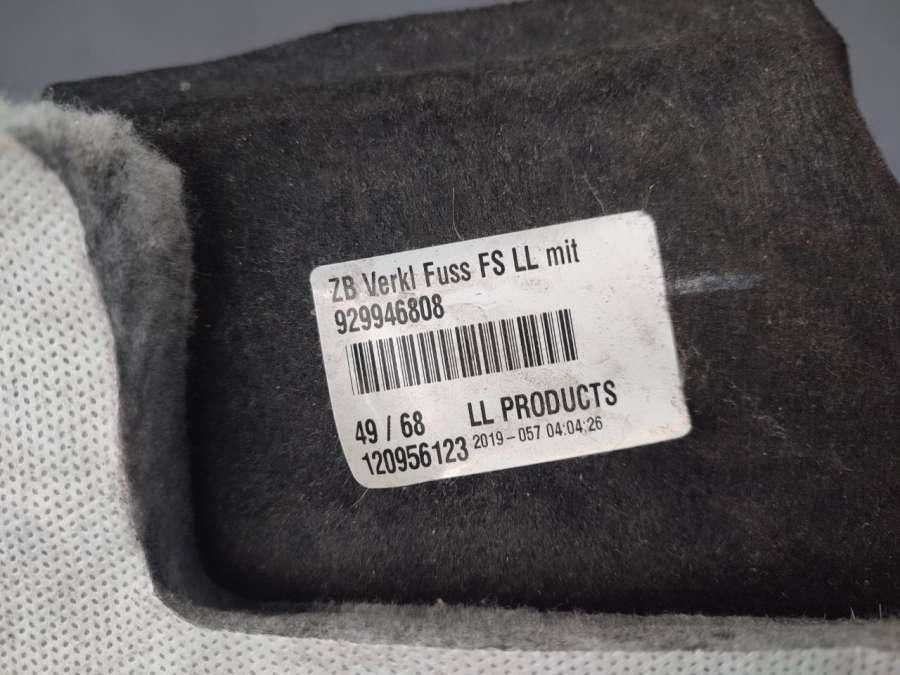 ZB Verkl Fuss FS LL mit
929946808
49 / 68 LL PRODUCTS
120956123 2019-057 04:04:26